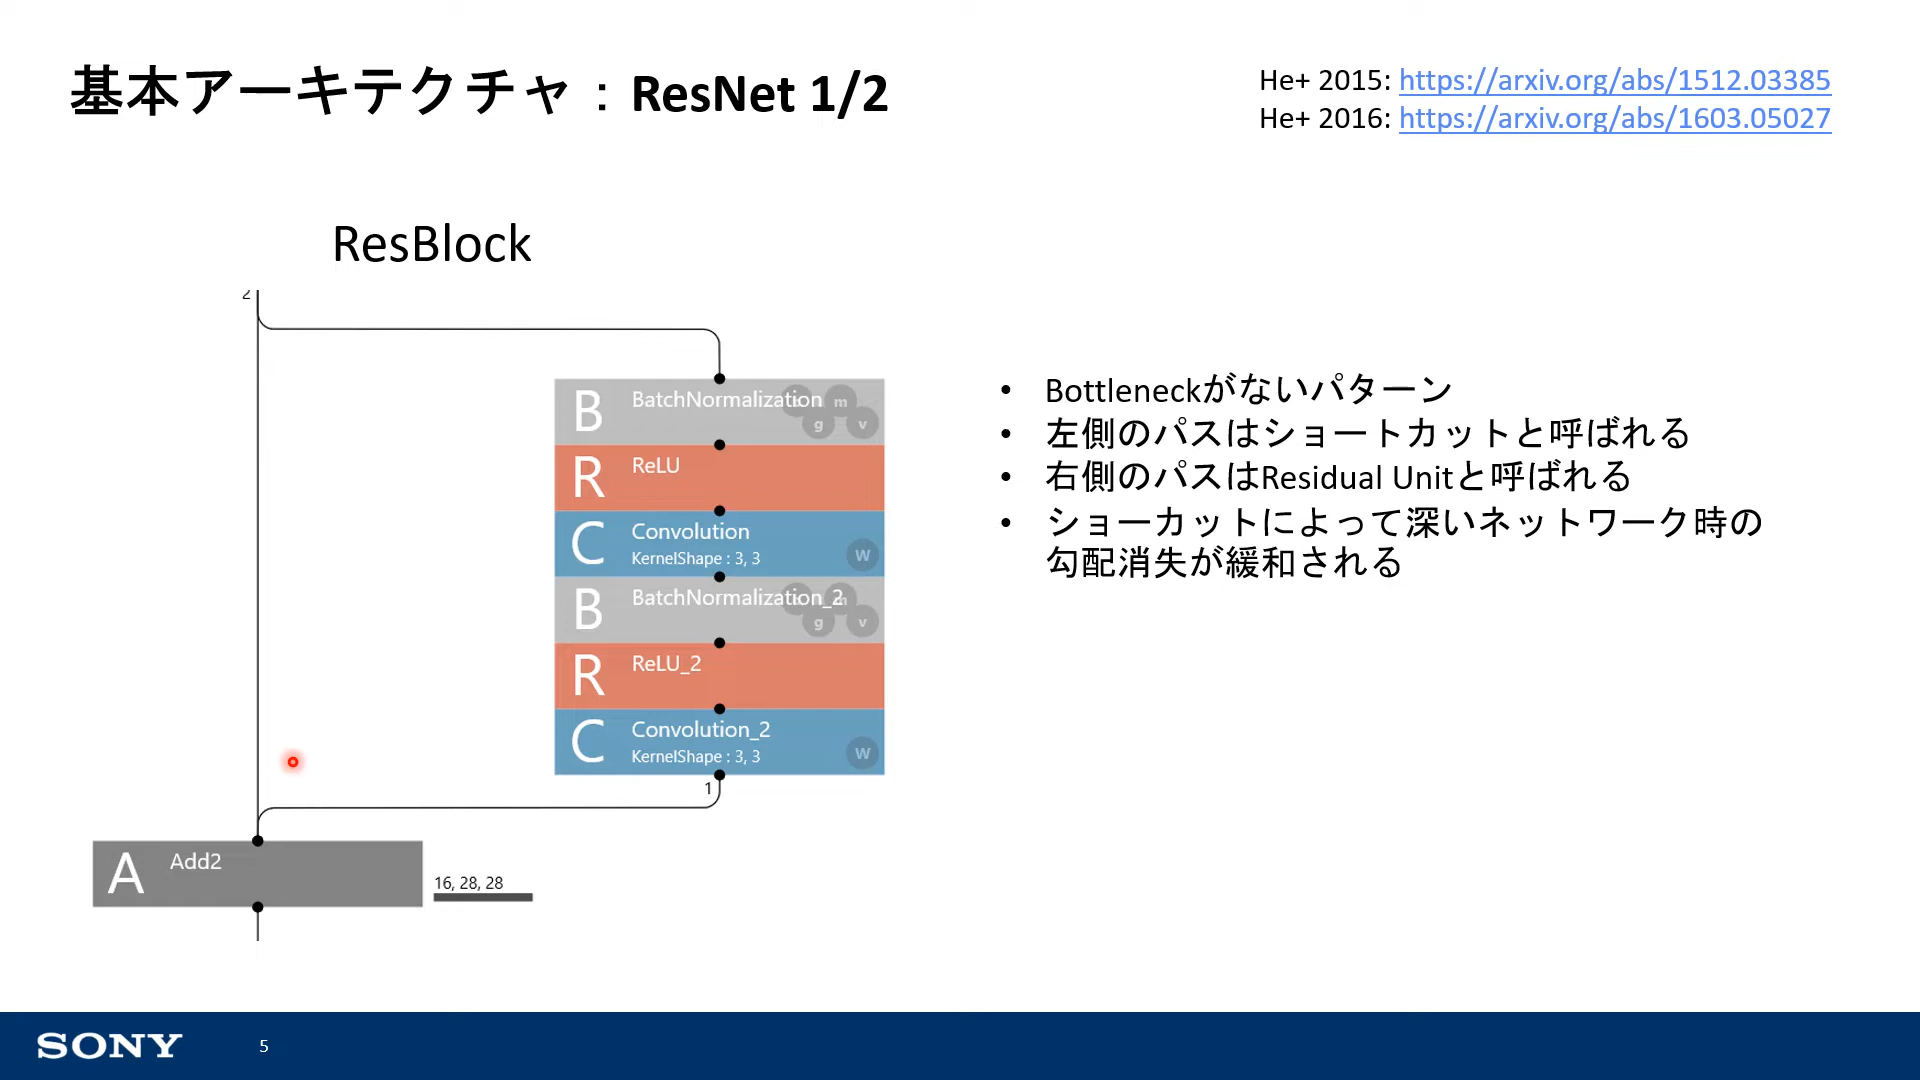 基本アーキテクチャ：ResNet 1/2
He+ 2015: https://arxiv.org/abs/1512.03385
He+ 2016: https://arxiv.org/abs/1603.05027
ResBlock
2
B BatchNormalization m g v
R ReLU
C Convolution
KernelShape : 3, 3 W
B BatchNormalization_2 m g v
R ReLU_2
C Convolution_2
KernelShape : 3, 3 W
1
A Add2
16, 28, 28
• Bottleneckがないパターン
• 左側のパスはショートカットと呼ばれる
• 右側のパスはResidual Unitと呼ばれる
• ショーカットによって深いネットワーク時の
勾配消失が緩和される
SONY 5